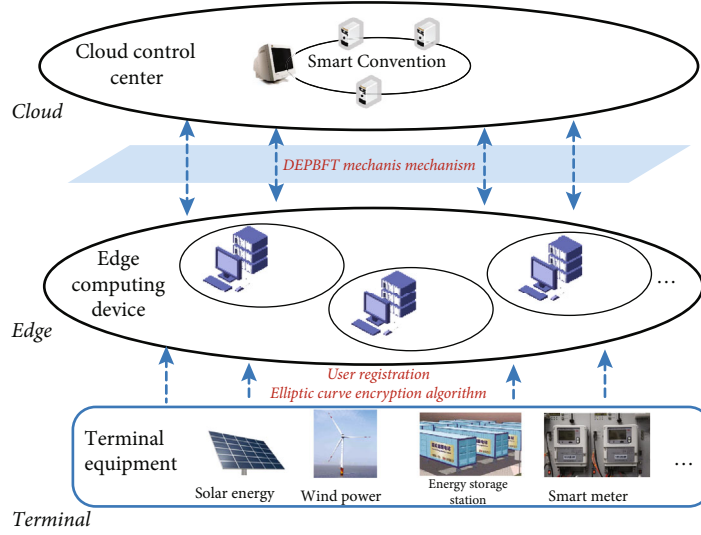 Cloud control
center
Smart Convention
Cloud
DEPBFT mechanis mechanism
Edge
computing
device
...
Edge
User registration
Elliptic curve encryption algorithm
Terminal
equipment
Solar energy
Wind power
Energy storage
station
Smart meter
...
Terminal